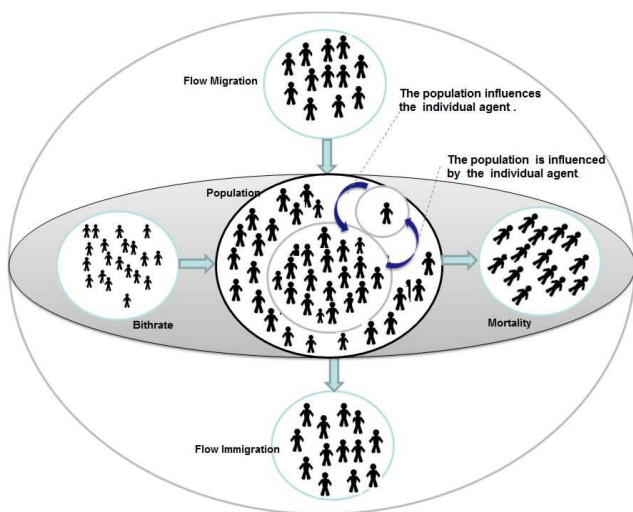 Flow Migration
The population influences
the individual agent .
The population is influenced
by the individual agent
Population
Bithrate
Mortality
Flow Immigration